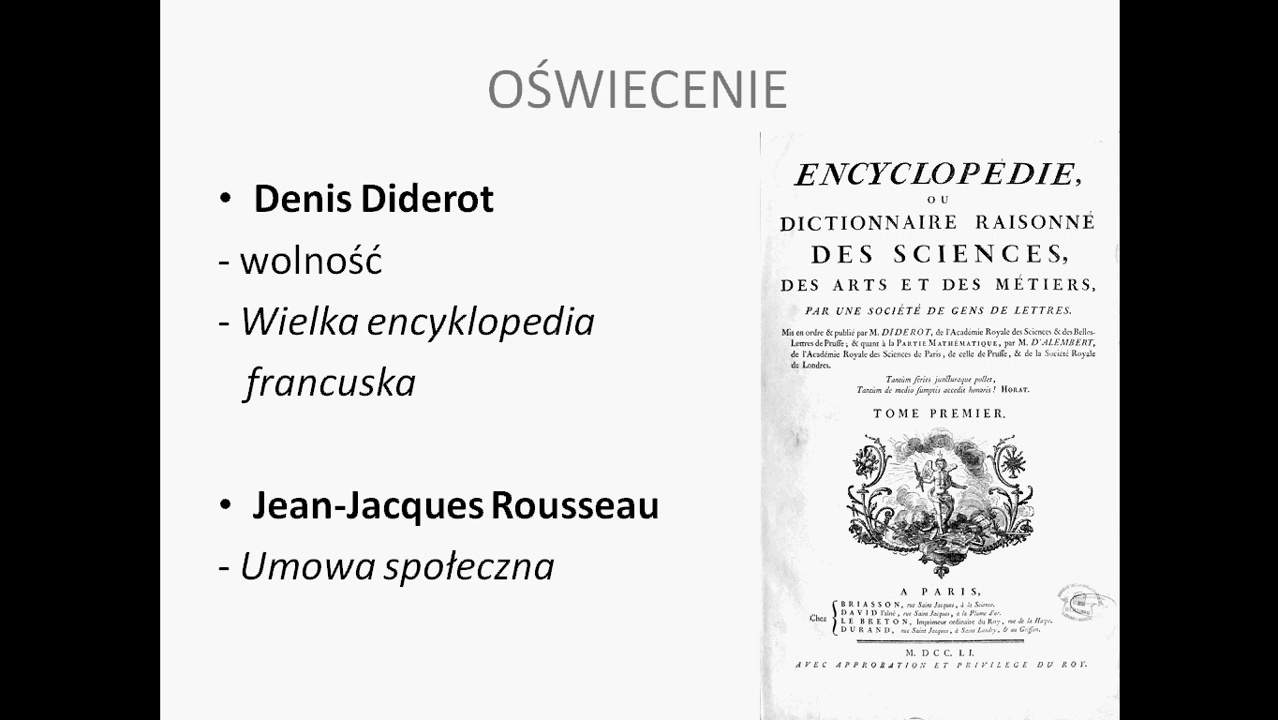 OŚWIECENIE
• Denis Diderot
- wolność
- Wielka encyklopedia
francuska
• Jean-Jacques Rousseau
- Umowa społeczna
ENCYCLOPÉDIE,
OU
DICTIONNAIRE RAISONNÉ
DES SCIENCES,
DES ARTS ET DES MÉTIERS,
PAR UNE SOCIÉTÉ DE GENS DE LETTRES.
Mis en ordre & publié par M. DIDEROT, de l'Académie Royale des Sciences & des Belles-
Lettres de Prusse ; & quant à la PARTIE MATHÉMATIQUE, par M. D'ALEMBERT,
de l'Académie Royale des Sciences de Paris, de celle de Prusse, & de la Société Royale
de Londres.
Tantùm series juncturaque pollet,
Tantùm de medio sumptis accedit honoris ! HORAT.
TOME PREMIER.
A PARIS,
Chez
BRIASSON, rue Saint Jacques, à la Science.
DAVID l'aîné, rue Saint Jacques, à la Plume d'or.
LE BRETON, Imprimeur ordinaire du Roy, rue de la Harpe.
DURAND, rue Saint Jacques, à Saint Landry, & au Griffon.
M. DCC. LI.
AVEC APPROBATION ET PRIVILEGE DU ROY.